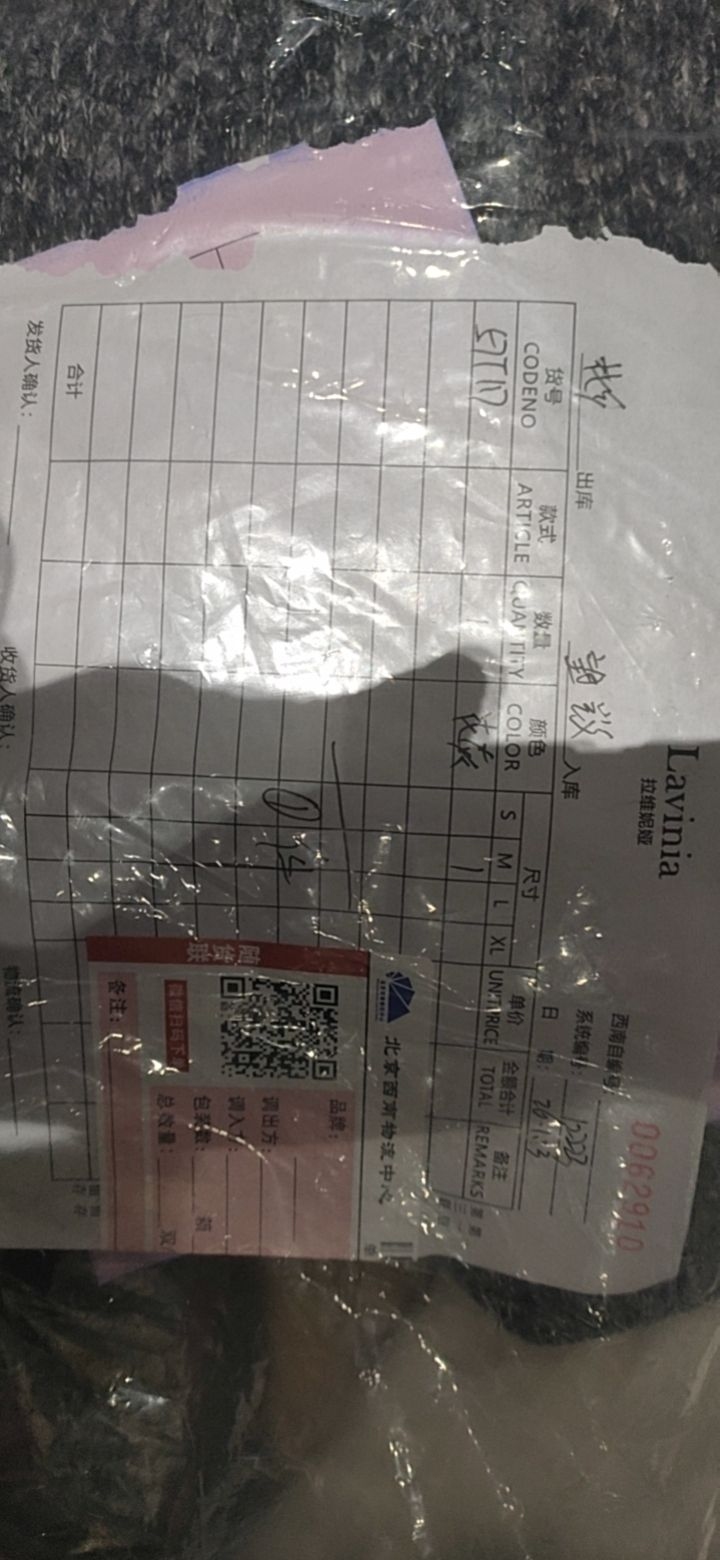 Lavinia
拉维妮娅
西南自编号: 0062910
出库 入库 系统编号:
日 期:
货号 款式 数量 颜色 尺寸 单价 金额合计 备注
CODENO ARTICLE QUANTITY COLOR S M L XL UNITPRICE TOTAL REMARKS
1
①件
合计
发货人确认: 收货人确认: 物流确认:
北京西南物流中心
随货联
品牌:
调出方:
调入方:
包装数: 箱
总数量: 双
备注: